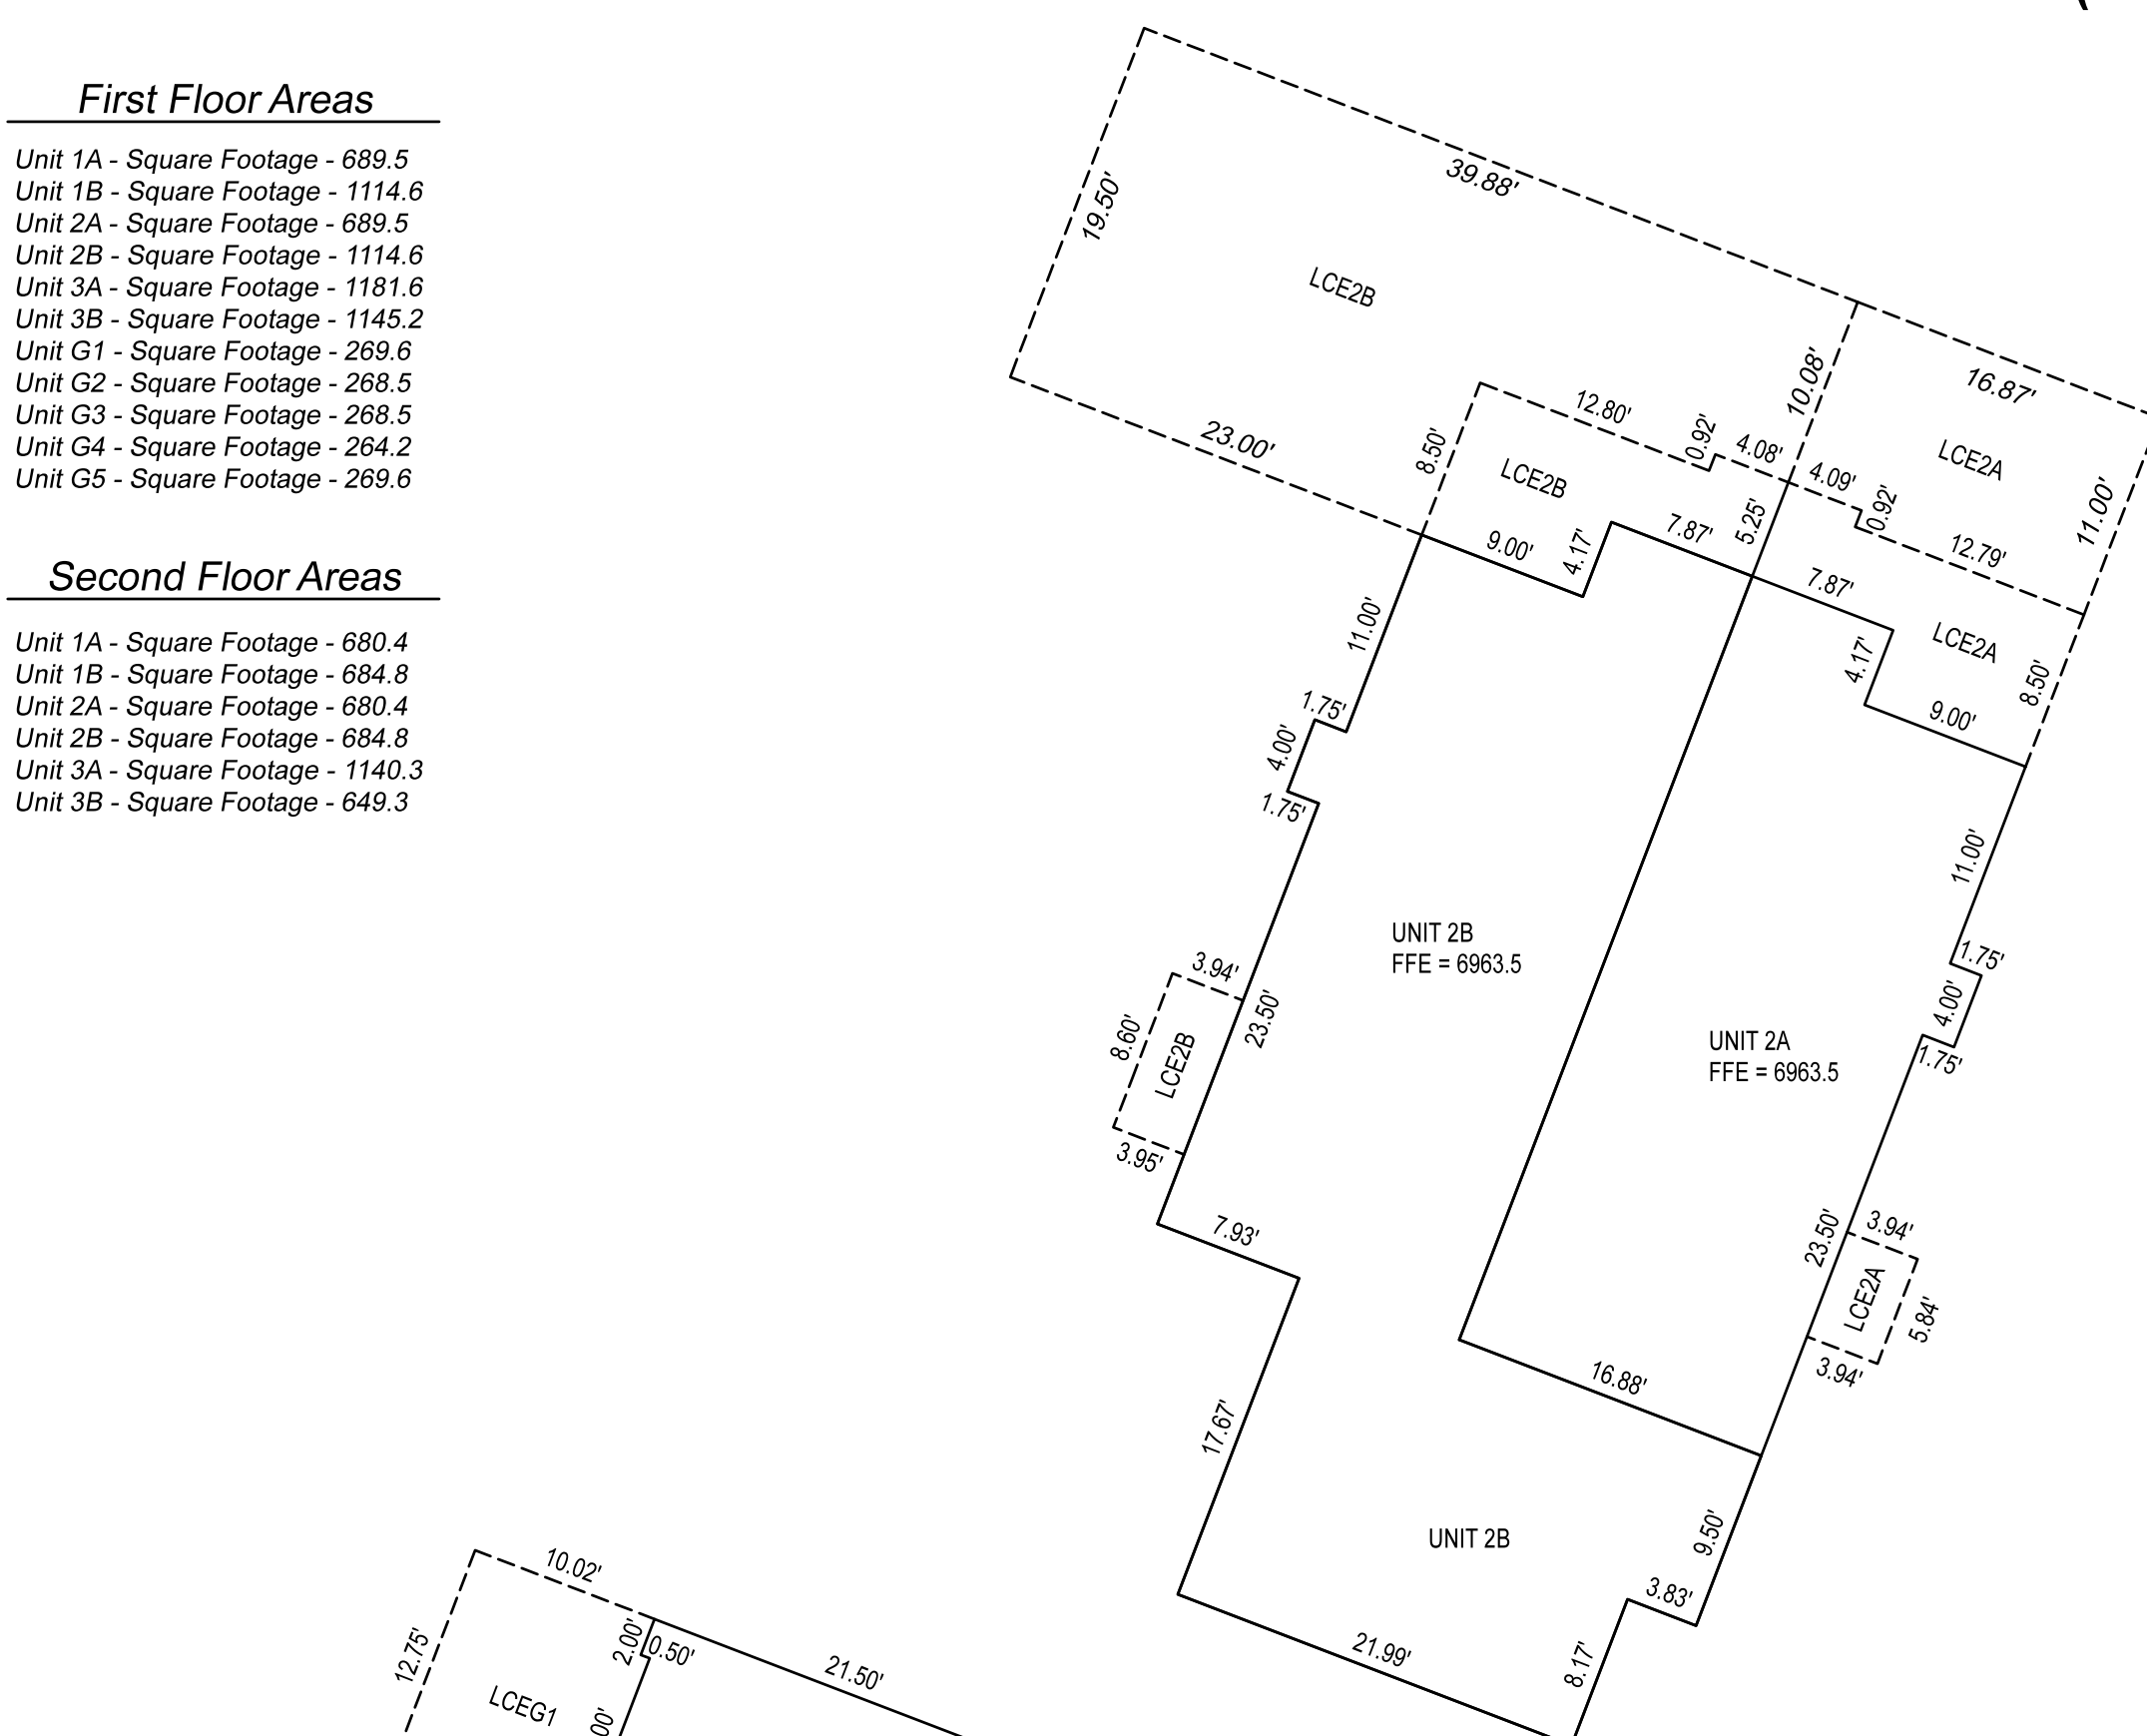 First Floor Areas
Unit 1A - Square Footage - 689.5
Unit 1B - Square Footage - 1114.6
Unit 2A - Square Footage - 689.5
Unit 2B - Square Footage - 1114.6
Unit 3A - Square Footage - 1181.6
Unit 3B - Square Footage - 1145.2
Unit G1 - Square Footage - 269.6
Unit G2 - Square Footage - 268.5
Unit G3 - Square Footage - 268.5
Unit G4 - Square Footage - 264.2
Unit G5 - Square Footage - 269.6
Second Floor Areas
Unit 1A - Square Footage - 680.4
Unit 1B - Square Footage - 684.8
Unit 2A - Square Footage - 680.4
Unit 2B - Square Footage - 684.8
Unit 3A - Square Footage - 1140.3
Unit 3B - Square Footage - 649.3
39.88'
19.50'
LCE2B
10.08'
16.87'
12.80'
0.92'
4.08'
23.00'
8.50'
LCE2B
4.09'
0.92'
LCE2A
11.00'
9.00'
4.17'
7.87'
5.25'
12.79'
7.87'
11.00'
4.17'
LCE2A
8.50'
9.00'
1.75'
4.00'
1.75'
11.00'
UNIT 2B
FFE = 6963.5
1.75'
4.00'
1.75'
3.94'
23.50'
8.60'
LCE2B
3.95'
UNIT 2A
FFE = 6963.5
7.93'
23.50'
3.94'
LCE2A
5.84'
3.94'
16.88'
17.67'
UNIT 2B
9.50'
3.83'
21.99'
8.17'
10.02'
12.75'
2.00'
0.50'
21.50'
LCEG1
00'